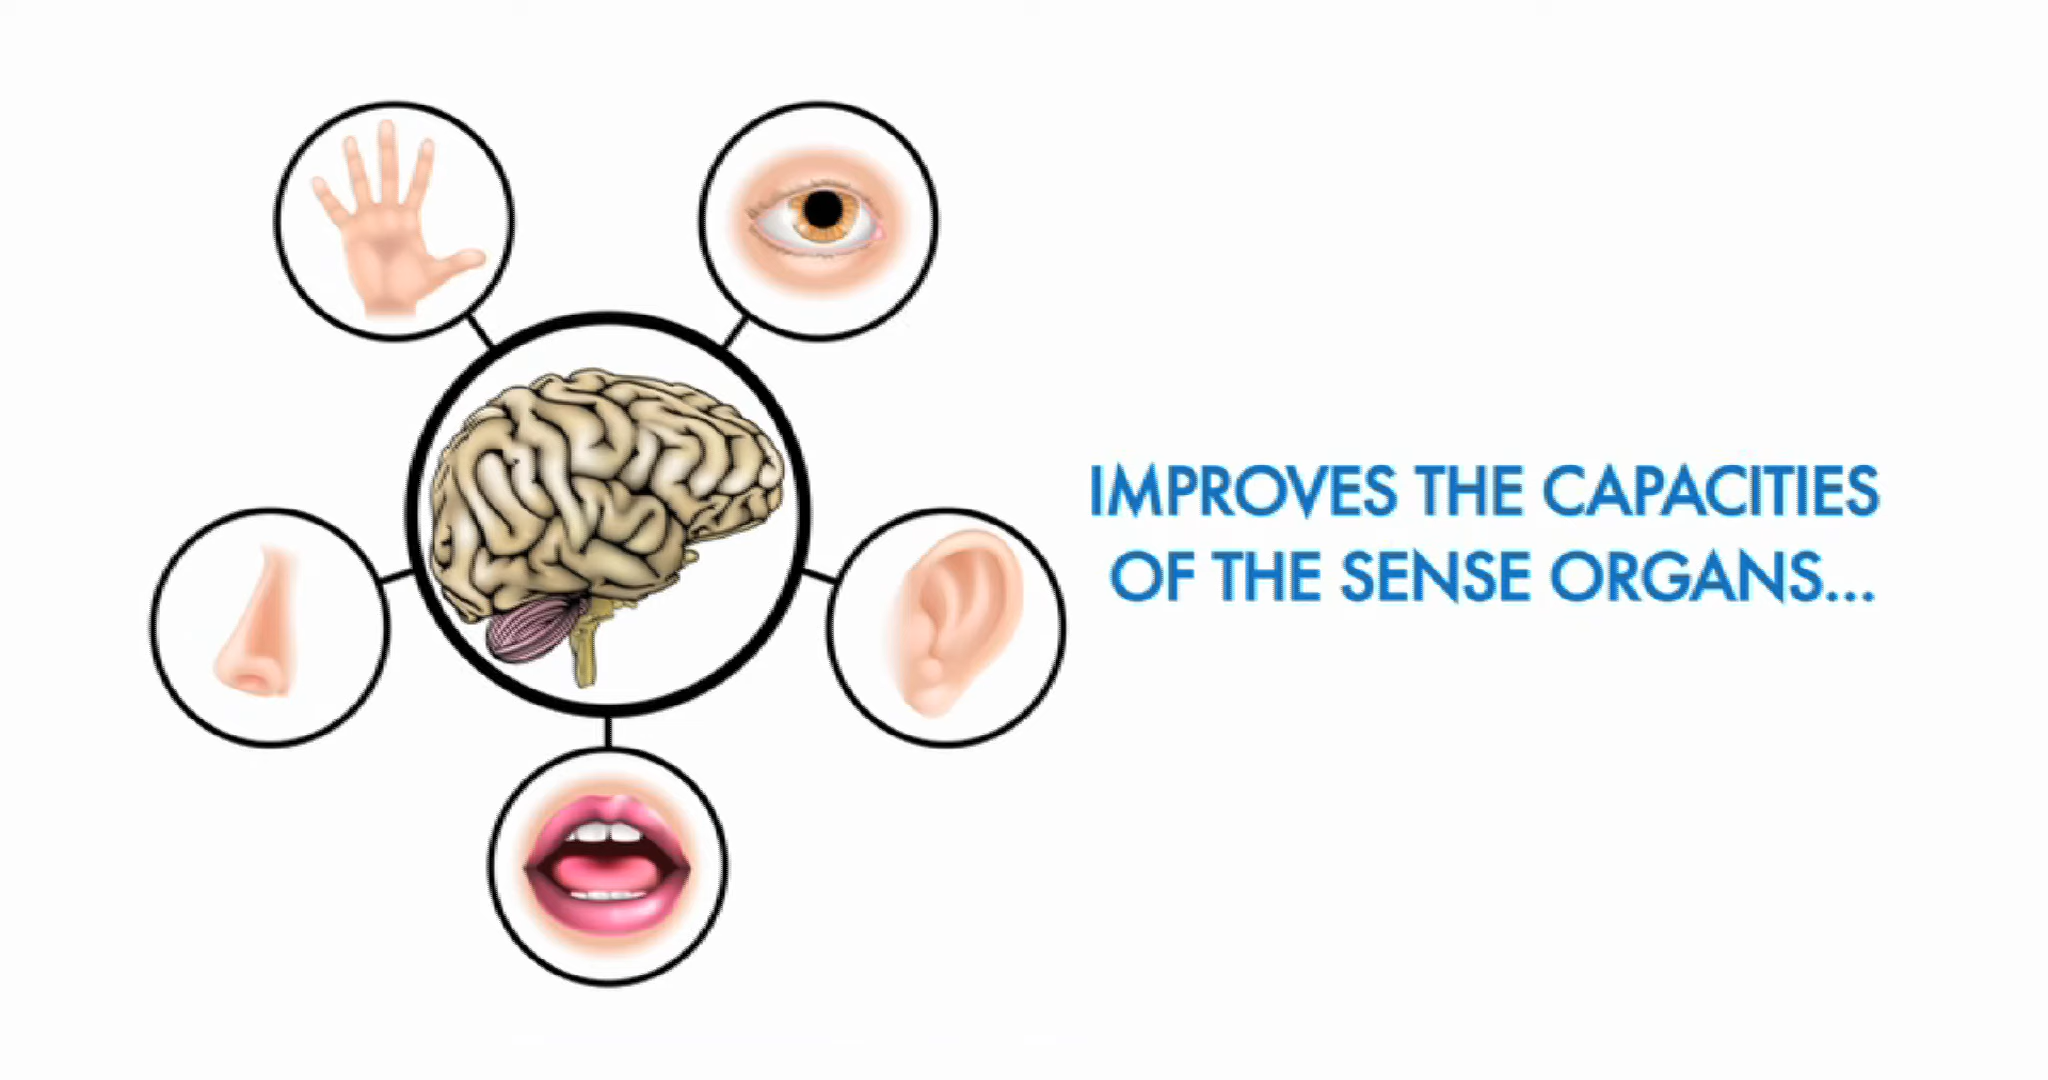 IMPROVES THE CAPACITIES
OF THE SENSE ORGANS...